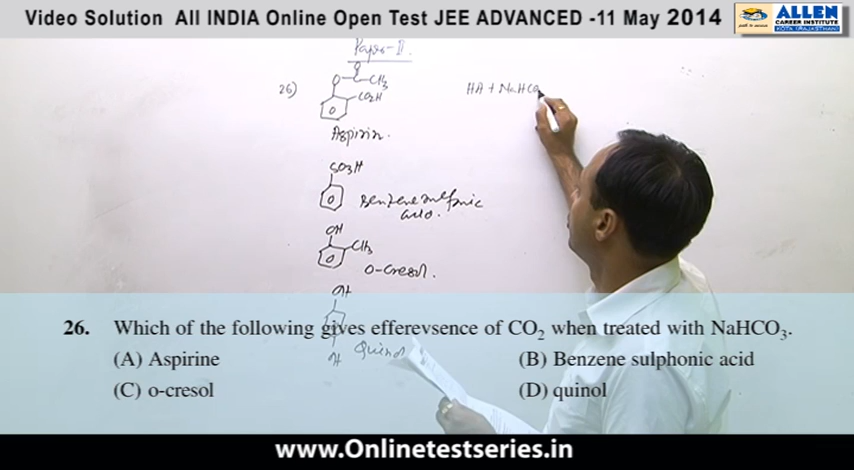 Video Solution All INDIA Online Open Test JEE ADVANCED -11 May 2014
ALLEN
CAREER INSTITUTE
KOTA (RAJASTHAN)
Paper-II
26)
O
O-C-CH3
CO2H
Aspirin.
HA + NaHCO
SO3H
Benzene sulfonic
acid.
OH
CH3
o-cresol.
OH
Quinol
OH
26. Which of the following gives efferevsence of CO2 when treated with NaHCO3.
(A) Aspirine (B) Benzene sulphonic acid
(C) o-cresol (D) quinol
www.Onlinetestseries.in